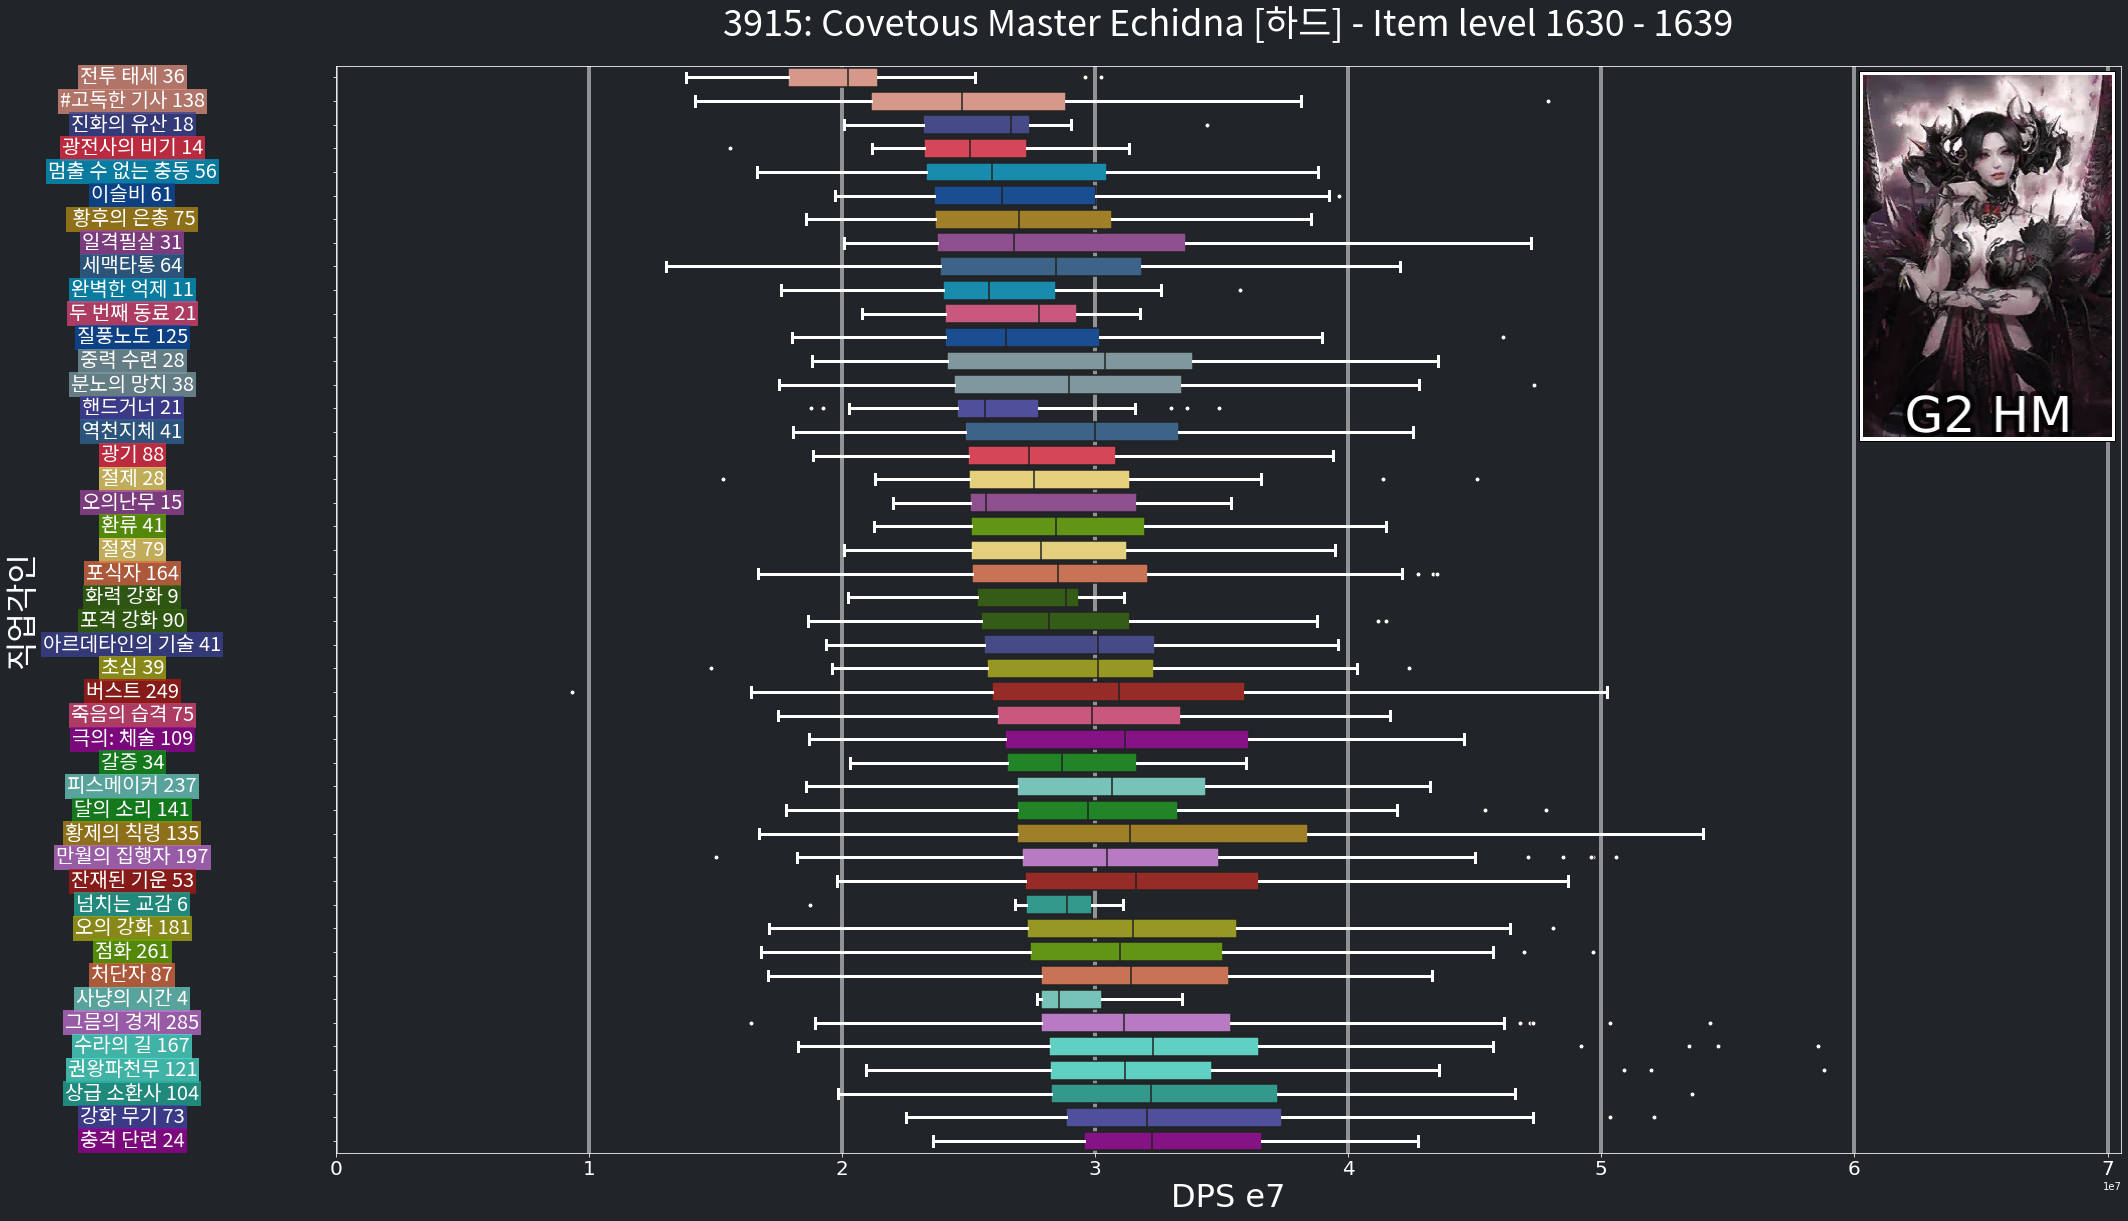 3915: Covetous Master Echidna [하드] - Item level 1630 - 1639
직업각인
전투 태세 36
#고독한 기사 138
진화의 유산 18
광전사의 비기 14
멈출 수 없는 충동 56
이슬비 61
황후의 은총 75
일격필살 31
세맥타통 64
완벽한 억제 11
두 번째 동료 21
질풍노도 125
중력 수련 28
분노의 망치 38
핸드거너 21
역천지체 41
광기 88
절제 28
오의난무 15
환류 41
절정 79
포식자 164
화력 강화 9
포격 강화 90
아르데타인의 기술 41
초심 39
버스트 249
죽음의 습격 75
극의: 체술 109
갈증 34
피스메이커 237
달의 소리 141
황제의 칙령 135
만월의 집행자 197
잔재된 기운 53
넘치는 교감 6
오의 강화 181
점화 261
처단자 87
사냥의 시간 4
그믐의 경계 285
수라의 길 167
권왕파천무 121
상급 소환사 104
강화 무기 73
충격 단련 24
G2 HM
0 1 2 3 4 5 6 7
1e7
DPS e7